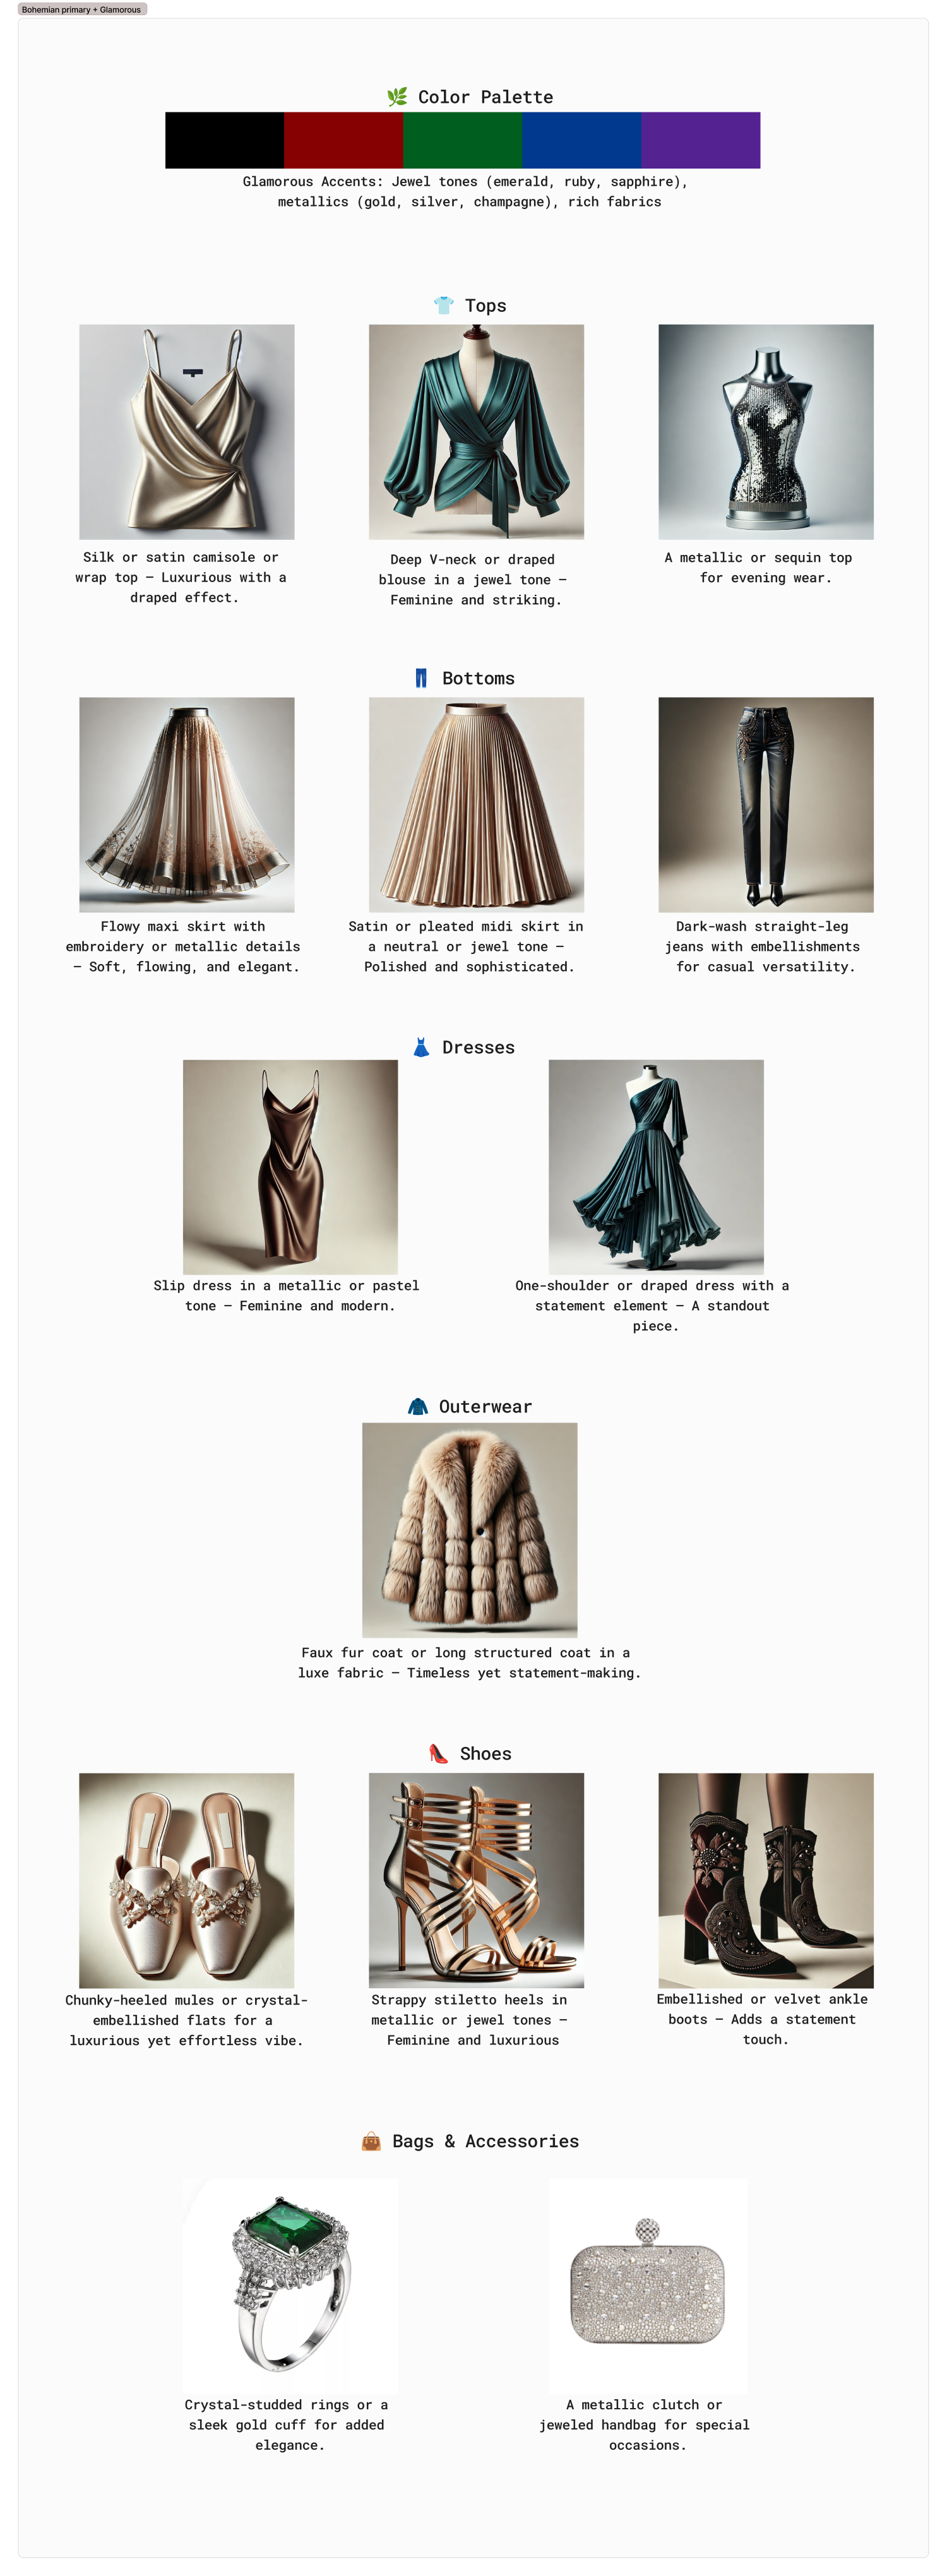 Bohemian primary + Glamorous
🌿 Color Palette
Glamorous Accents: Jewel tones (emerald, ruby, sapphire),
metallics (gold, silver, champagne), rich fabrics
👕 Tops
Silk or satin camisole or
wrap top – Luxurious with a
draped effect.
Deep V-neck or draped
blouse in a jewel tone –
Feminine and striking.
A metallic or sequin top
for evening wear.
👖 Bottoms
Flowy maxi skirt with
embroidery or metallic details
– Soft, flowing, and elegant.
Satin or pleated midi skirt in
a neutral or jewel tone –
Polished and sophisticated.
Dark-wash straight-leg
jeans with embellishments
for casual versatility.
👗 Dresses
Slip dress in a metallic or pastel
tone – Feminine and modern.
One-shoulder or draped dress with a
statement element – A standout
piece.
🧥 Outerwear
Faux fur coat or long structured coat in a
luxe fabric – Timeless yet statement-making.
👠 Shoes
Chunky-heeled mules or crystal-
embellished flats for a
luxurious yet effortless vibe.
Strappy stiletto heels in
metallic or jewel tones –
Feminine and luxurious
Embellished or velvet ankle
boots – Adds a statement
touch.
👜 Bags & Accessories
Crystal-studded rings or a
sleek gold cuff for added
elegance.
A metallic clutch or
jeweled handbag for special
occasions.